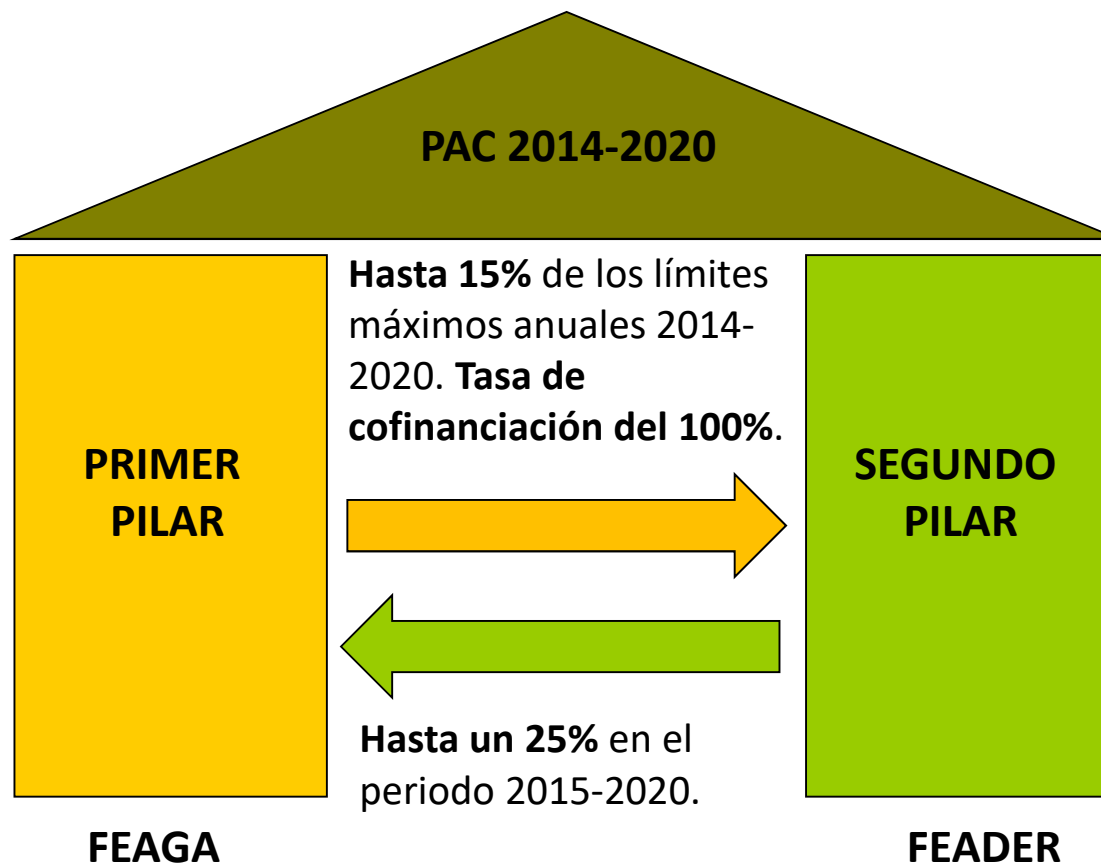 PAC 2014-2020
Hasta 15% de los límites
máximos anuales 2014-
2020. Tasa de
cofinanciación del 100%.
PRIMER
PILAR
SEGUNDO
PILAR
Hasta un 25% en el
periodo 2015-2020.
FEAGA
FEADER